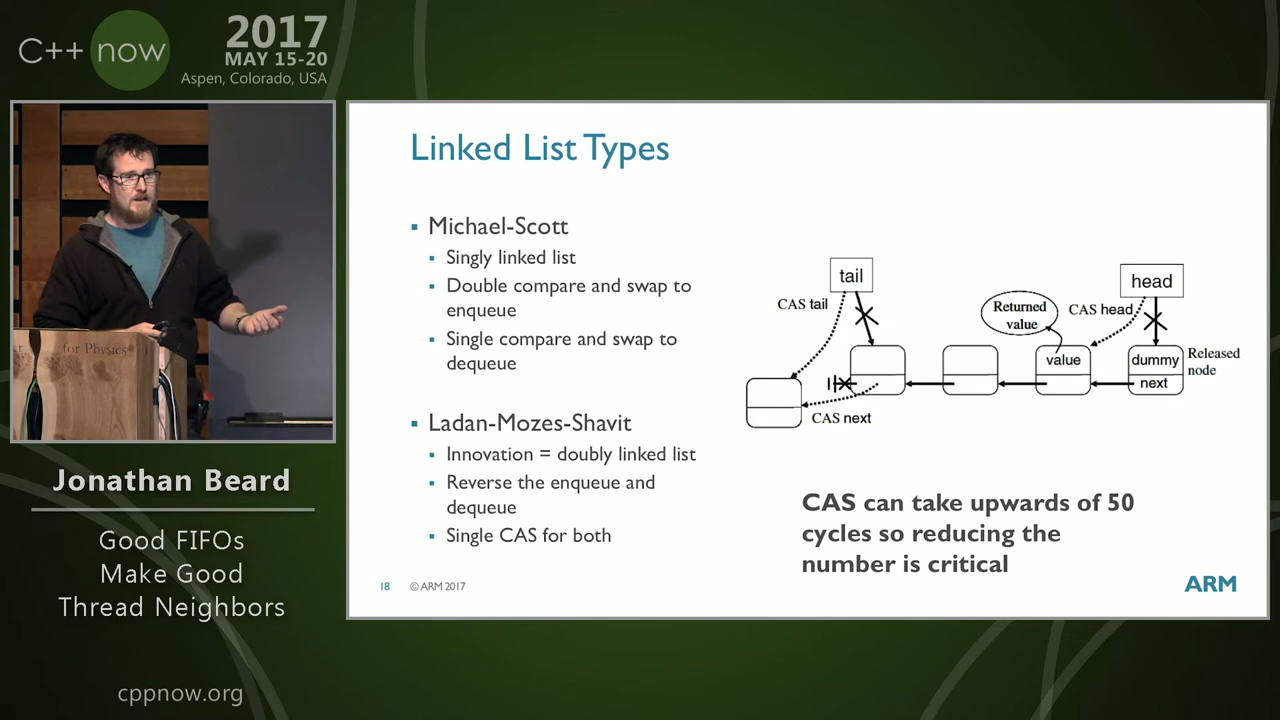 C++ now
2017
MAY 15-20
Aspen, Colorado, USA
for Physics
Jonathan Beard
Good FIFOs
Make Good
Thread Neighbors
cppnow.org
Linked List Types
Michael-Scott
Singly linked list
Double compare and swap to
enqueue
Single compare and swap to
dequeue
Ladan-Mozes-Shavit
Innovation = doubly linked list
Reverse the enqueue and
dequeue
Single CAS for both
tail
head
CAS tail
Returned
value
CAS head
value
dummy
Released
node
next
CAS next
CAS can take upwards of 50
cycles so reducing the
number is critical
18
© ARM 2017
ARM